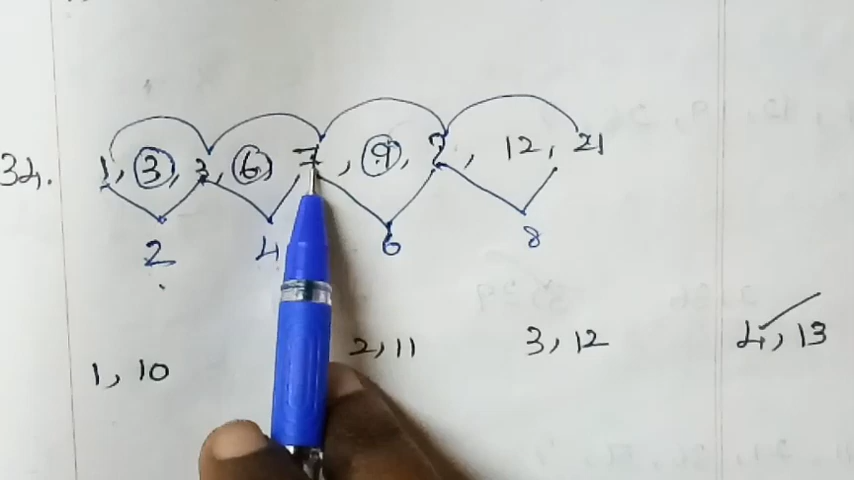 34. 1, 3, 3, 6, 7, 9, ?, 12, 21
2 4 6 8
1, 10 2, 11 3, 12 4, 13